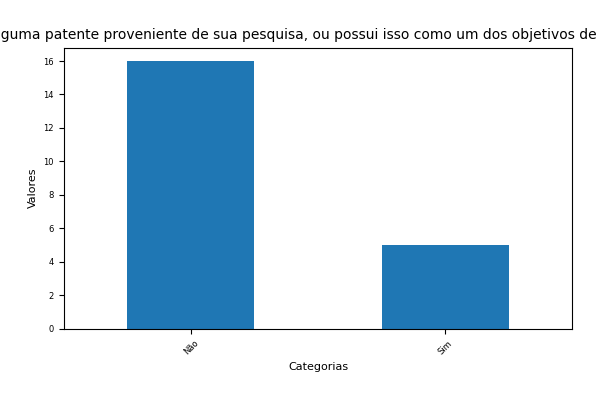 guma patente proveniente de sua pesquisa, ou possui isso como um dos objetivos de
16
14
12
10
8
6
4
2
0
Valores
Não
Sim
Categorias